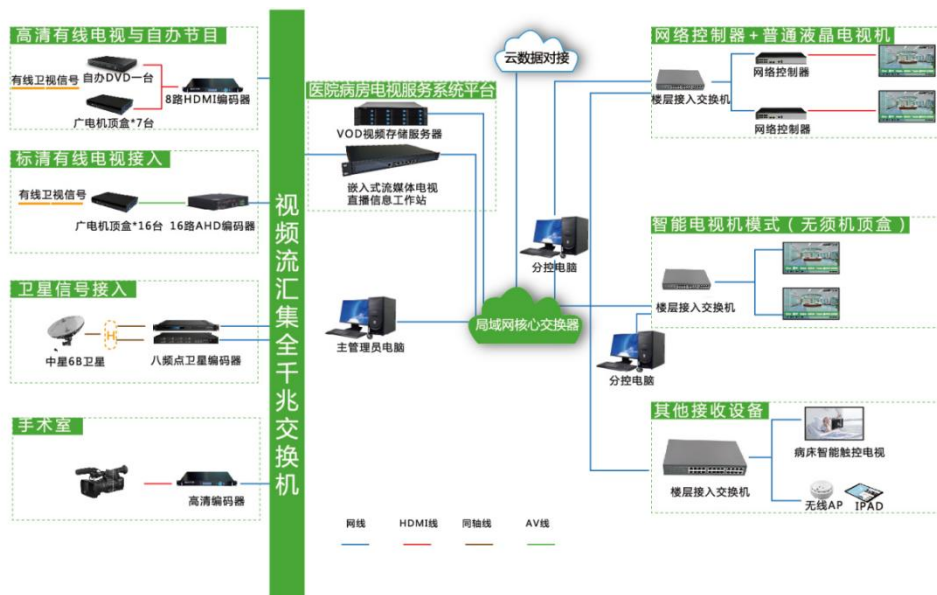 高清有线电视与自办节目
有线卫视信号
自办DVD一台
8路HDMI编码器
广电机顶盒*7台
标清有线电视接入
有线卫视信号
广电机顶盒*16台
16路AHD编码器
卫星信号接入
中星6B卫星
八频点卫星编码器
手术室
高清编码器
视频流汇集全千兆交换机
医院病房电视服务系统平台
VOD视频存储服务器
嵌入式流媒体电视
直播信息工作站
主管理员电脑
云数据对接
分控电脑
局域网核心交换器
分控电脑
网线
HDMI线
同轴线
AV线
网络控制器+普通液晶电视机
楼层接入交换机
网络控制器
网络控制器
智能电视机模式（无须机顶盒）
楼层接入交换机
其他接收设备
楼层接入交换机
病床智能触控电视
无线AP
IPAD